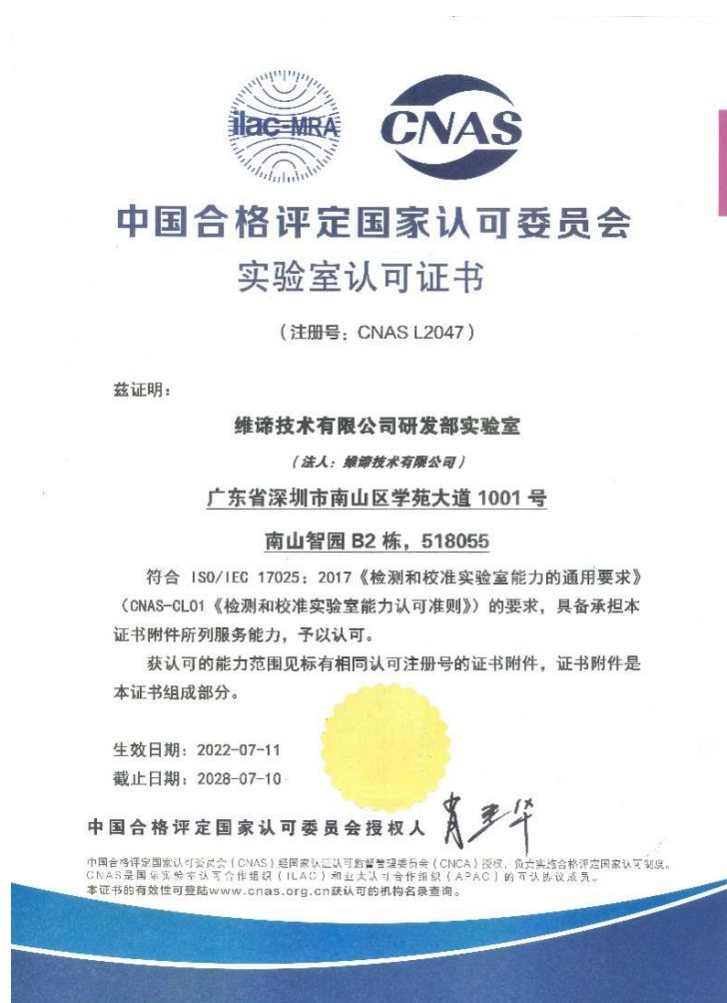 ilac-MRA
CNAS
中国合格评定国家认可委员会
实验室认可证书
（注册号：CNAS L2047）
兹证明：
维谛技术有限公司研发部实验室
（法人：维谛技术有限公司）
广东省深圳市南山区学苑大道 1001 号
南山智园 B2 栋，518055
符合 ISO/IEC 17025：2017《检测和校准实验室能力的通用要求》
（CNAS-CL01《检测和校准实验室能力认可准则》）的要求，具备承担本
证书附件所列服务能力，予以认可。
获认可的能力范围见标有相同认可注册号的证书附件，证书附件是
本证书组成部分。
生效日期：2022-07-11
截止日期：2028-07-10
中国合格评定国家认可委员会授权人
中国合格评定国家认可委员会（CNAS）经国家认证认可监督管理委员会（CNCA）授权，负责实施合格评定国家认可制度。
CNAS是国际实验室认可合作组织（ILAC）和亚太认可合作组织（APAC）的互认协议成员。
本证书的有效性可登陆www.cnas.org.cn获认可的机构名录查询。